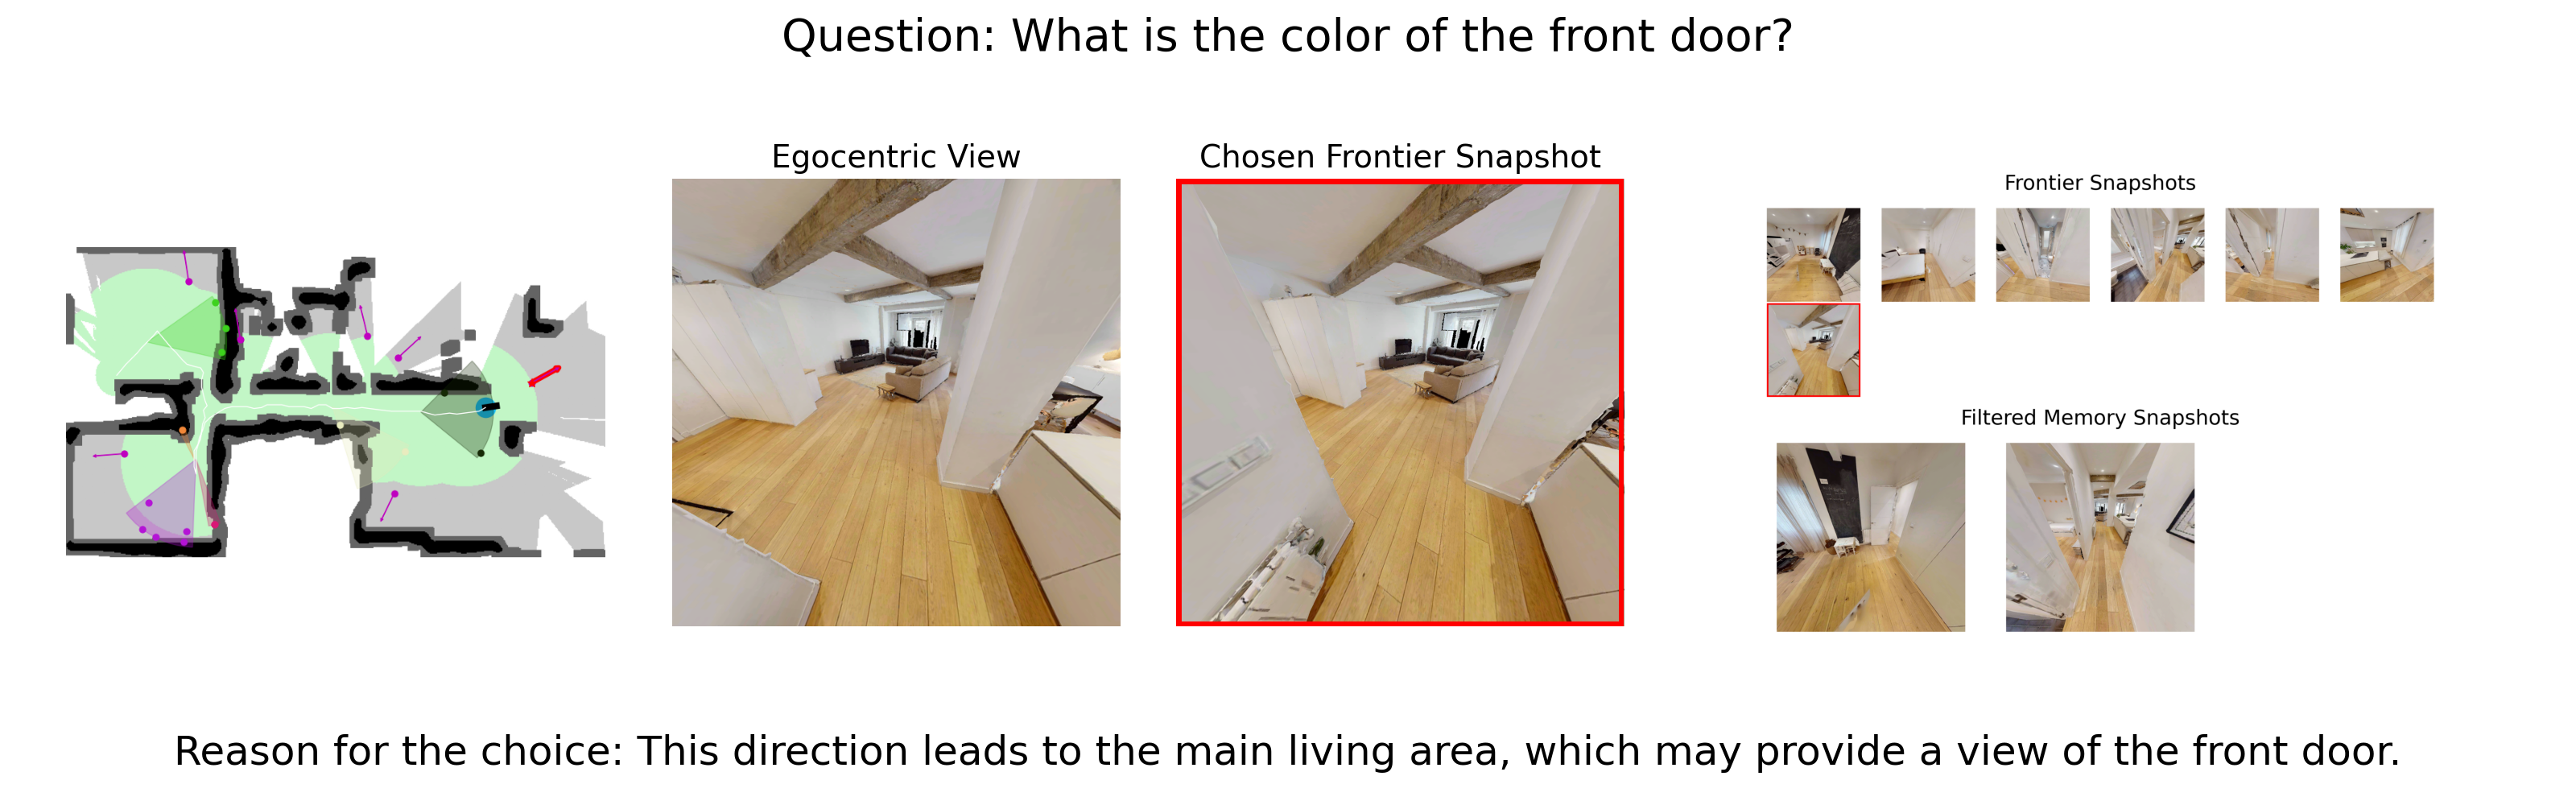 Question: What is the color of the front door?
Egocentric View
Chosen Frontier Snapshot
Frontier Snapshots
Filtered Memory Snapshots
Reason for the choice: This direction leads to the main living area, which may provide a view of the front door.